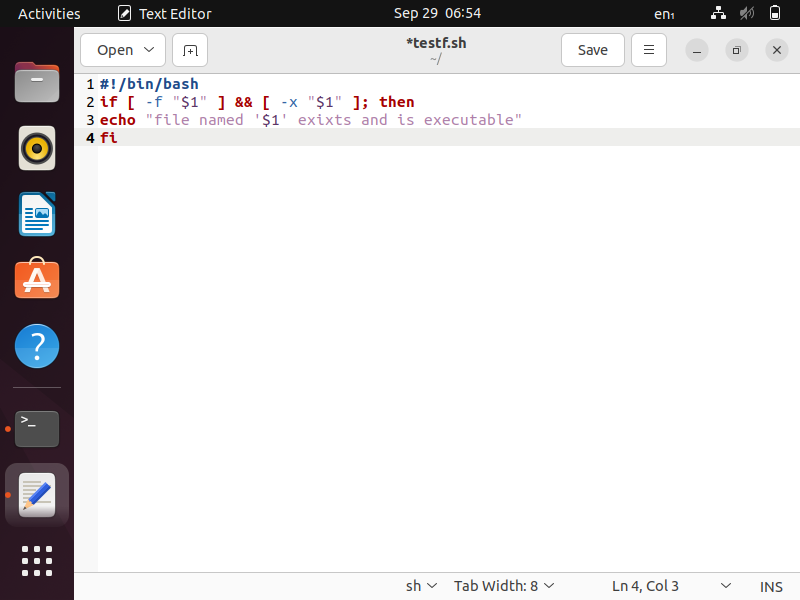 Activities Text Editor Sep 29 06:54 en₁
Open *testf.sh Save
~/
1 #!/bin/bash
2 if [ -f "$1" ] && [ -x "$1" ]; then
3 echo "file named '$1' exixts and is executable"
4 fi
>_
?
sh Tab Width: 8 Ln 4, Col 3 INS